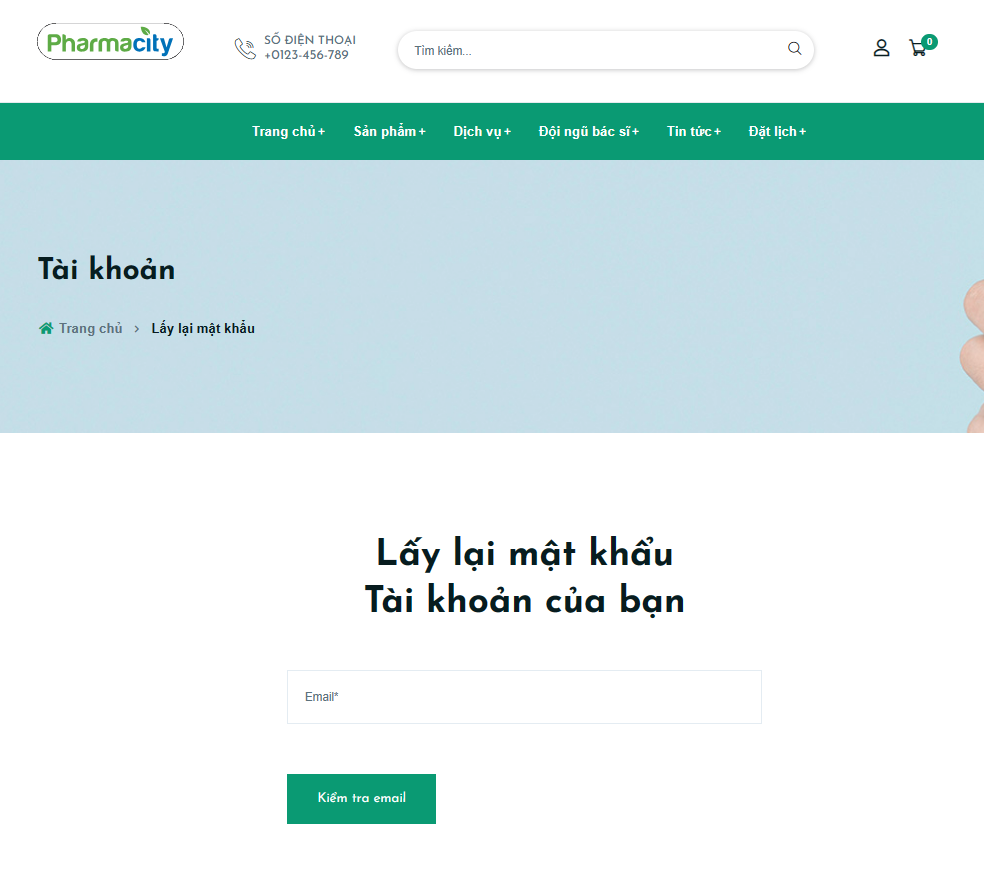 Pharmacity
SỐ ĐIỆN THOẠI
+0123-456-789
Tìm kiếm...
0
Trang chủ+ Sản phẩm+ Dịch vụ+ Đội ngũ bác sĩ+ Tin tức+ Đặt lịch+
Tài khoản
Trang chủ > Lấy lại mật khẩu
Lấy lại mật khẩu
Tài khoản của bạn
Email*
Kiểm tra email